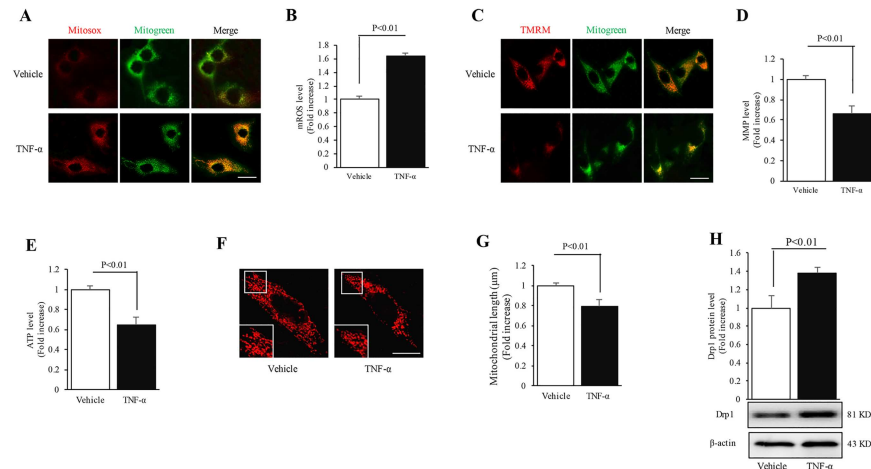 A
Mitosox Mitogreen Merge
Vehicle
TNF-α
B
P<0.01
mROS level
(Fold increase)
1.8
1.6
1.4
1.2
1
0.8
0.6
0.4
0.2
0
Vehicle TNF-α
C
TMRM Mitogreen Merge
Vehicle
TNF-α
D
P<0.01
MMP level
(Fold increase)
1.4
1.2
1
0.8
0.6
0.4
0.2
0
Vehicle TNF-α
E
P<0.01
ATP level
(Fold increase)
1.2
1
0.8
0.6
0.4
0.2
0
Vehicle TNF-α
F
Vehicle TNF-α
G
P<0.01
Mitochondrial length (μm)
(Fold increase)
1.2
1
0.8
0.6
0.4
0.2
0
Vehicle TNF-α
H
P<0.01
Drp1 protein level
(Fold increase)
1.6
1.4
1.2
1
0.8
0.6
0.4
0.2
0
Drp1 81 KD
β-actin 43 KD
Vehicle TNF-α